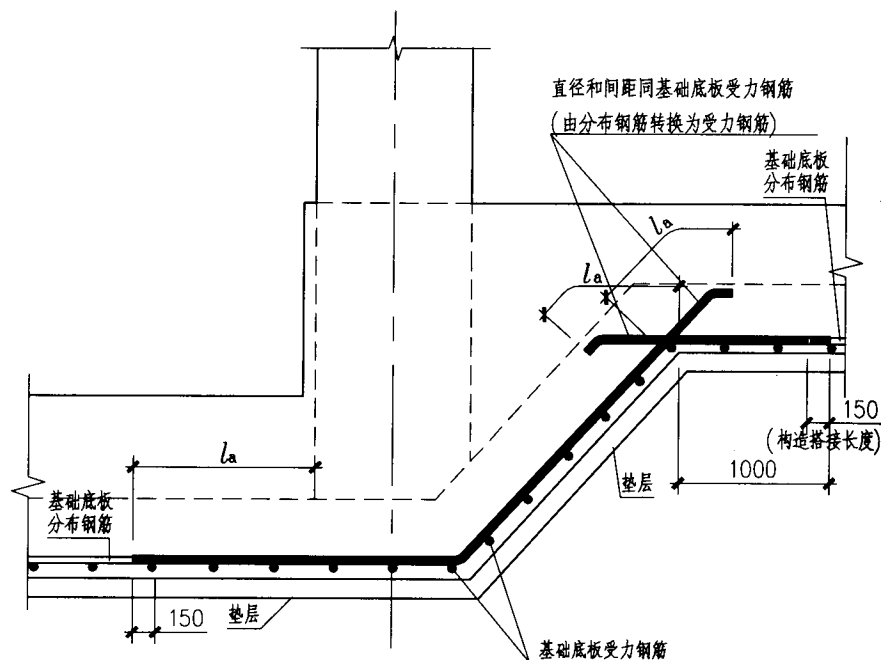 直径和间距同基础底板受力钢筋
(由分布钢筋转换为受力钢筋)
基础底板
分布钢筋
la
la
150
(构造搭接长度)
la
1000
垫层
基础底板
分布钢筋
150
垫层
基础底板受力钢筋